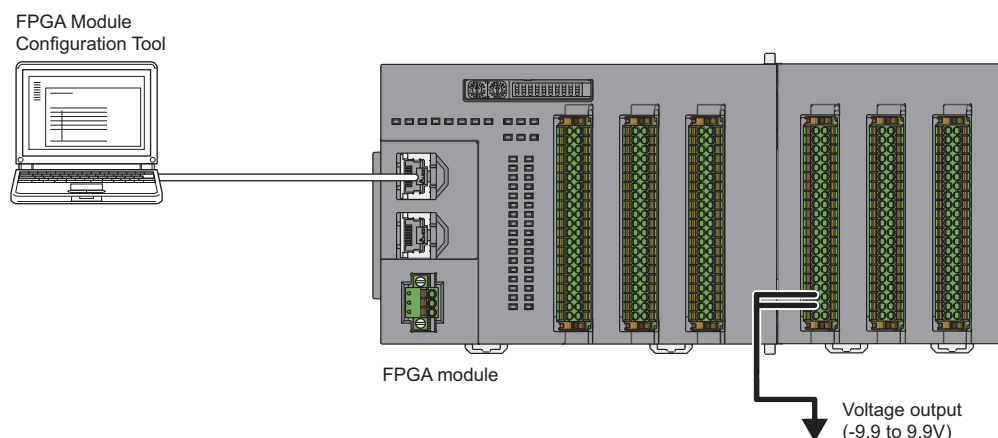 FPGA Module
Configuration Tool
FPGA module
Voltage output
(-9.9 to 9.9V)